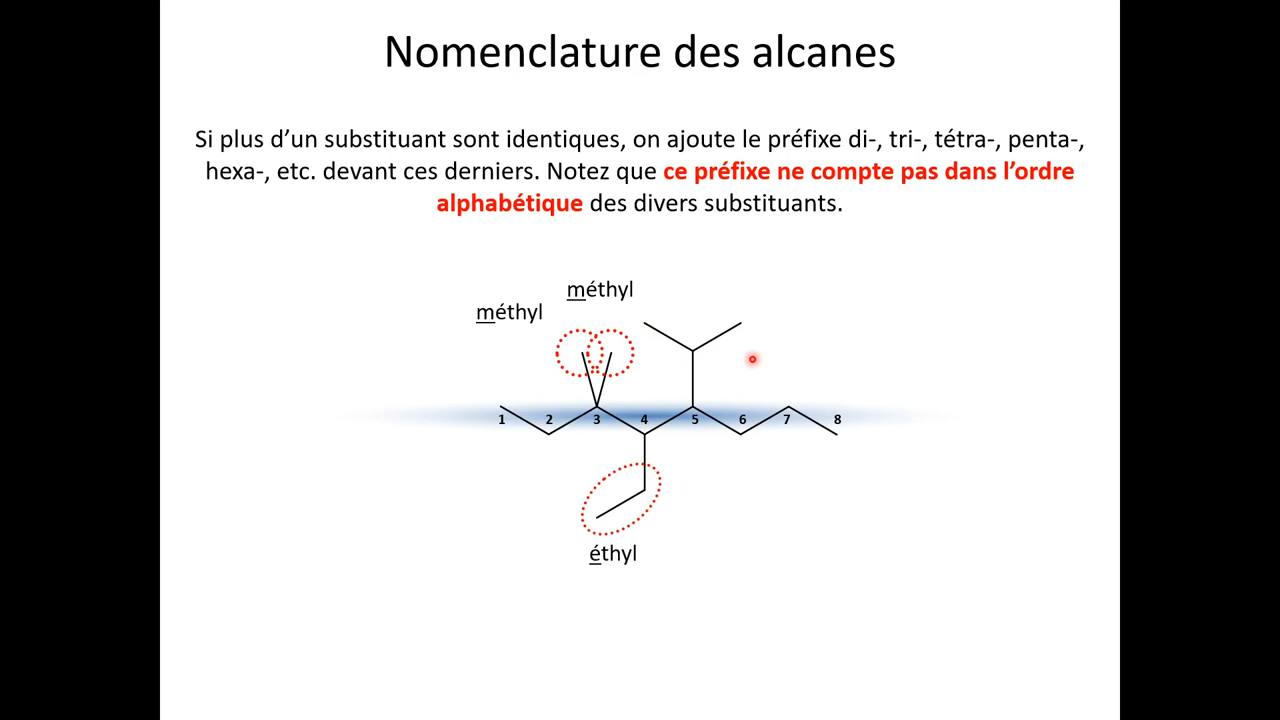 Nomenclature des alcanes
Si plus d’un substituant sont identiques, on ajoute le préfixe di-, tri-, tétra-, penta-,
hexa-, etc. devant ces derniers. Notez que ce préfixe ne compte pas dans l’ordre
alphabétique des divers substituants.
méthyl
méthyl
1 2 3 4 5 6 7 8
éthyl